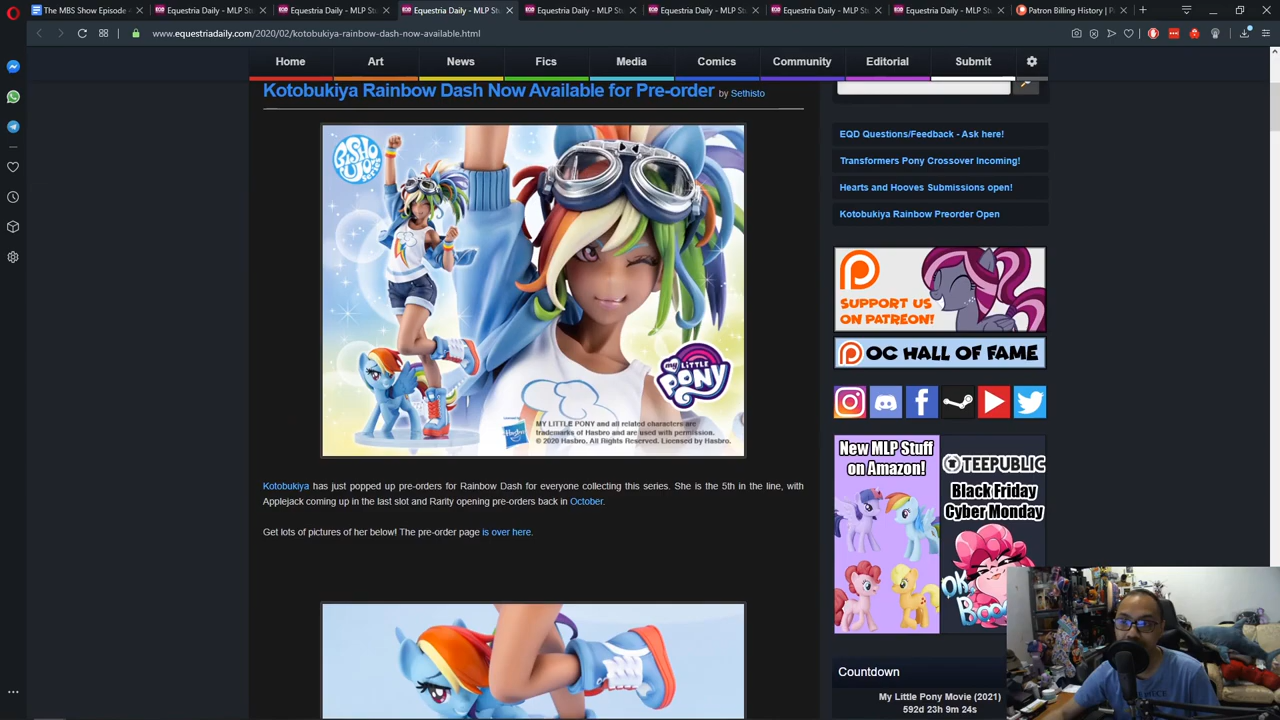 The MBS Show Episode
Equestria Daily - MLP St
Equestria Daily - MLP St
Equestria Daily - MLP Stu
Equestria Daily - MLP St
Equestria Daily - MLP St
Equestria Daily - MLP St
Equestria Daily - MLP St
Patron Billing History | P
www.equestriadaily.com/2020/02/kotobukiya-rainbow-dash-now-available.html
Home Art News Fics Media Comics Community Editorial Submit
Kotobukiya Rainbow Dash Now Available for Pre-order by Sethisto
BISHOUJO series
my LITTLE PONY
Hasbro
MY LITTLE PONY and all related characters are
trademarks of Hasbro and are used with permission.
© 2020 Hasbro. All Rights Reserved. Licensed by Hasbro.
Kotobukiya has just popped up pre-orders for Rainbow Dash for everyone collecting this series. She is the 5th in the line, with
Applejack coming up in the last slot and Rarity opening pre-orders back in October.
Get lots of pictures of her below! The pre-order page is over here.
EQD Questions/Feedback - Ask here!
Transformers Pony Crossover Incoming!
Hearts and Hooves Submissions open!
Kotobukiya Rainbow Preorder Open
SUPPORT US
ON PATREON!
OC HALL OF FAME
New MLP Stuff
on Amazon!
TEEPUBLIC
Black Friday
Cyber Monday
OK
Countdown
My Little Pony Movie (2021)
592d 23h 9m 24s